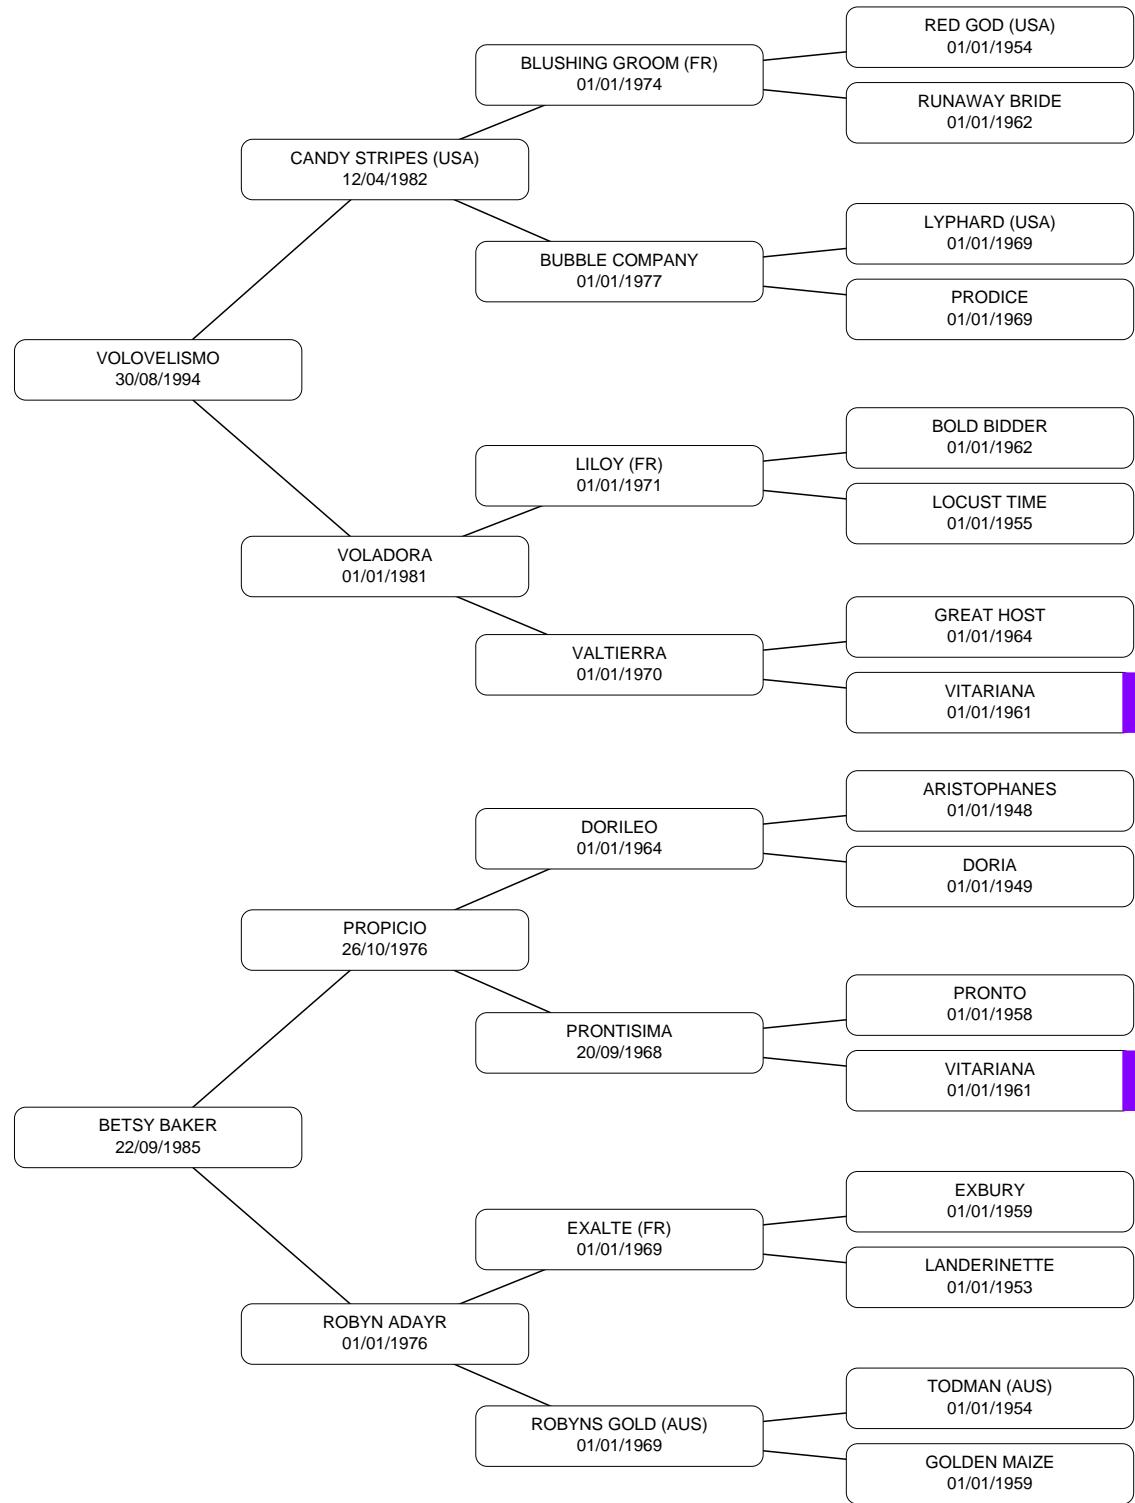 RED GOD (USA)
01/01/1954
BLUSHING GROOM (FR)
01/01/1974
RUNAWAY BRIDE
01/01/1962
CANDY STRIPES (USA)
12/04/1982
LYPHARD (USA)
01/01/1969
BUBBLE COMPANY
01/01/1977
PRODICE
01/01/1969
VOLOVELISMO
30/08/1994
BOLD BIDDER
01/01/1962
LILOY (FR)
01/01/1971
LOCUST TIME
01/01/1955
VOLADORA
01/01/1981
GREAT HOST
01/01/1964
VALTIERRA
01/01/1970
VITARIANA
01/01/1961
ARISTOPHANES
01/01/1948
DORILEO
01/01/1964
DORIA
01/01/1949
PROPICIO
26/10/1976
PRONTO
01/01/1958
PRONTISIMA
20/09/1968
VITARIANA
01/01/1961
BETSY BAKER
22/09/1985
EXBURY
01/01/1959
EXALTE (FR)
01/01/1969
LANDERINETTE
01/01/1953
ROBYN ADAYR
01/01/1976
TODMAN (AUS)
01/01/1954
ROBYNS GOLD (AUS)
01/01/1969
GOLDEN MAIZE
01/01/1959